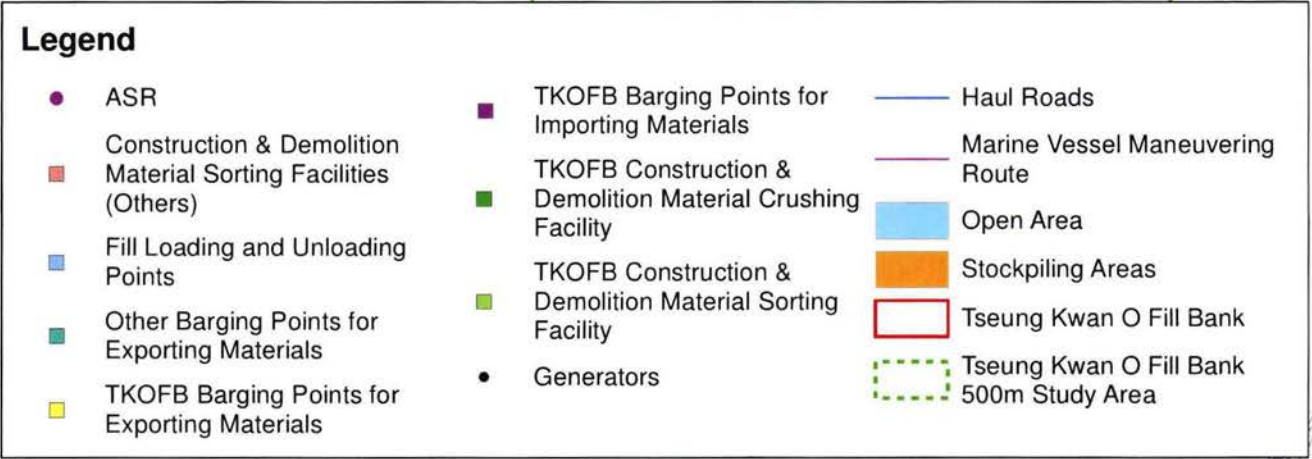 Legend
ASR
Construction & Demolition
Material Sorting Facilities
(Others)
Fill Loading and Unloading
Points
Other Barging Points for
Exporting Materials
TKOFB Barging Points for
Exporting Materials
TKOFB Barging Points for
Importing Materials
TKOFB Construction &
Demolition Material Crushing
Facility
TKOFB Construction &
Demolition Material Sorting
Facility
Generators
Haul Roads
Marine Vessel Maneuvering
Route
Open Area
Stockpiling Areas
Tseung Kwan O Fill Bank
Tseung Kwan O Fill Bank
500m Study Area